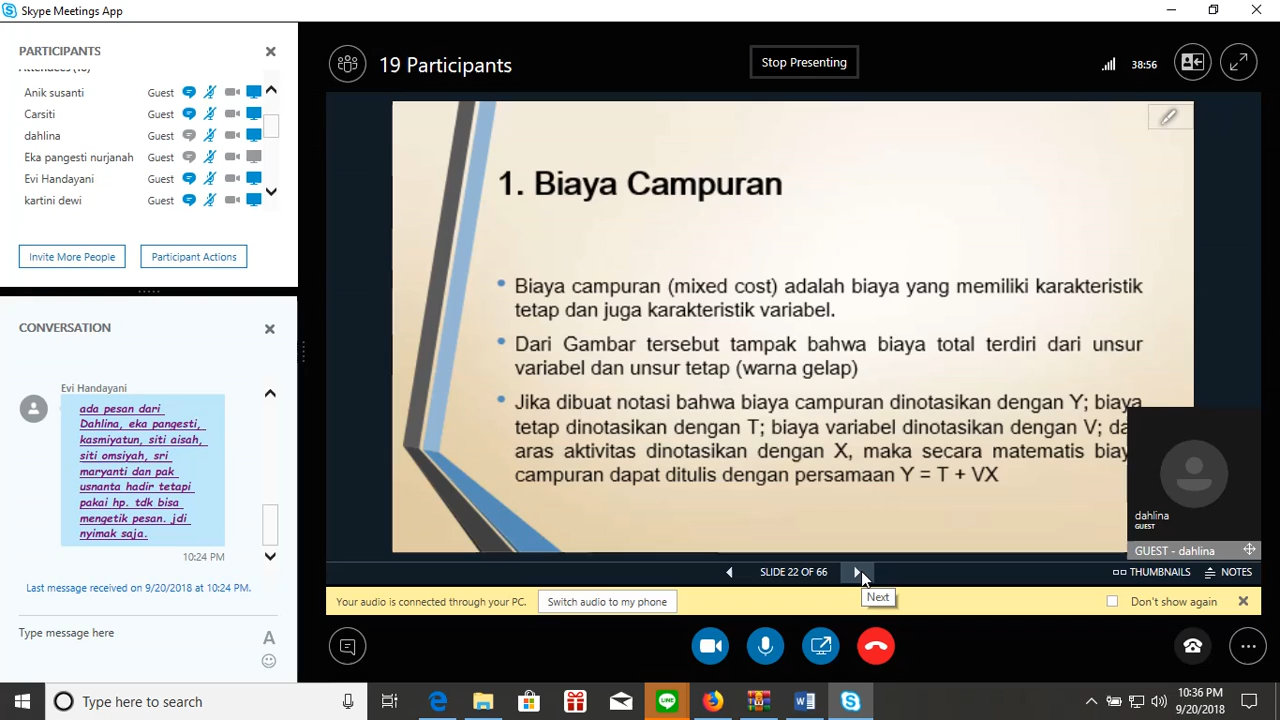 Skype Meetings App
PARTICIPANTS
Anik susanti Guest
Carsiti Guest
dahlina Guest
Eka pangesti nurjanah Guest
Evi Handayani Guest
kartini dewi Guest
Invite More People
Participant Actions
CONVERSATION
Evi Handayani
ada pesan dari
Dahlina, eka pangesti,
kasmiyatun, siti aisah,
siti omsiyah, sri
maryanti dan pak
usnanta hadir tetapi
pakai hp. tdk bisa
mengetik pesan. jdi
nyimak saja.
10:24 PM
Last message received on 9/20/2018 at 10:24 PM.
Type message here
A
19 Participants
Stop Presenting
38:56
1. Biaya Campuran
• Biaya campuran (mixed cost) adalah biaya yang memiliki karakteristik
tetap dan juga karakteristik variabel.
• Dari Gambar tersebut tampak bahwa biaya total terdiri dari unsur
variabel dan unsur tetap (warna gelap)
• Jika dibuat notasi bahwa biaya campuran dinotasikan dengan Y; biaya
tetap dinotasikan dengan T; biaya variabel dinotasikan dengan V;
aras aktivitas dinotasikan dengan X, maka secara matematis
campuran dapat ditulis dengan persamaan Y = T + VX
dahlina
GUEST
GUEST - dahlina
SLIDE 22 OF 66
THUMBNAILS
NOTES
Next
Your audio is connected through your PC.
Switch audio to my phone
Don't show again
Type here to search
10:36 PM
9/20/2018